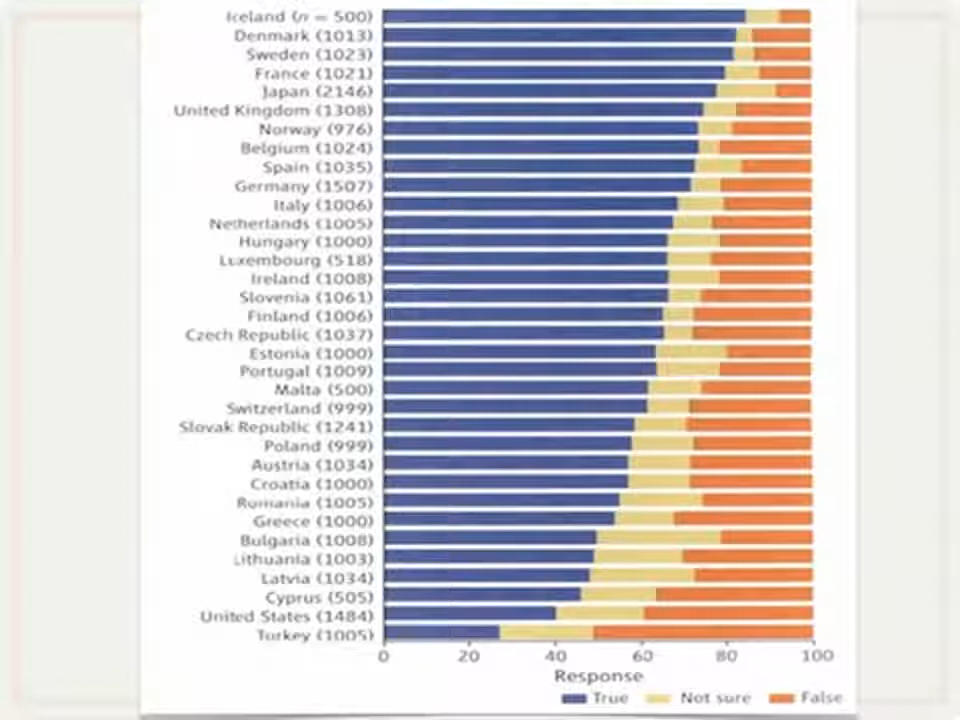 Iceland (n = 500)
Denmark (1013)
Sweden (1023)
France (1021)
Japan (2146)
United Kingdom (1308)
Norway (976)
Belgium (1024)
Spain (1035)
Germany (1507)
Italy (1006)
Netherlands (1005)
Hungary (1000)
Luxembourg (518)
Ireland (1008)
Slovenia (1061)
Finland (1006)
Czech Republic (1037)
Estonia (1000)
Portugal (1009)
Malta (500)
Switzerland (999)
Slovak Republic (1241)
Poland (999)
Austria (1034)
Croatia (1000)
Romania (1005)
Greece (1000)
Bulgaria (1008)
Lithuania (1003)
Latvia (1034)
Cyprus (505)
United States (1484)
Turkey (1005)
0 20 40 60 80 100
Response
True Not sure False